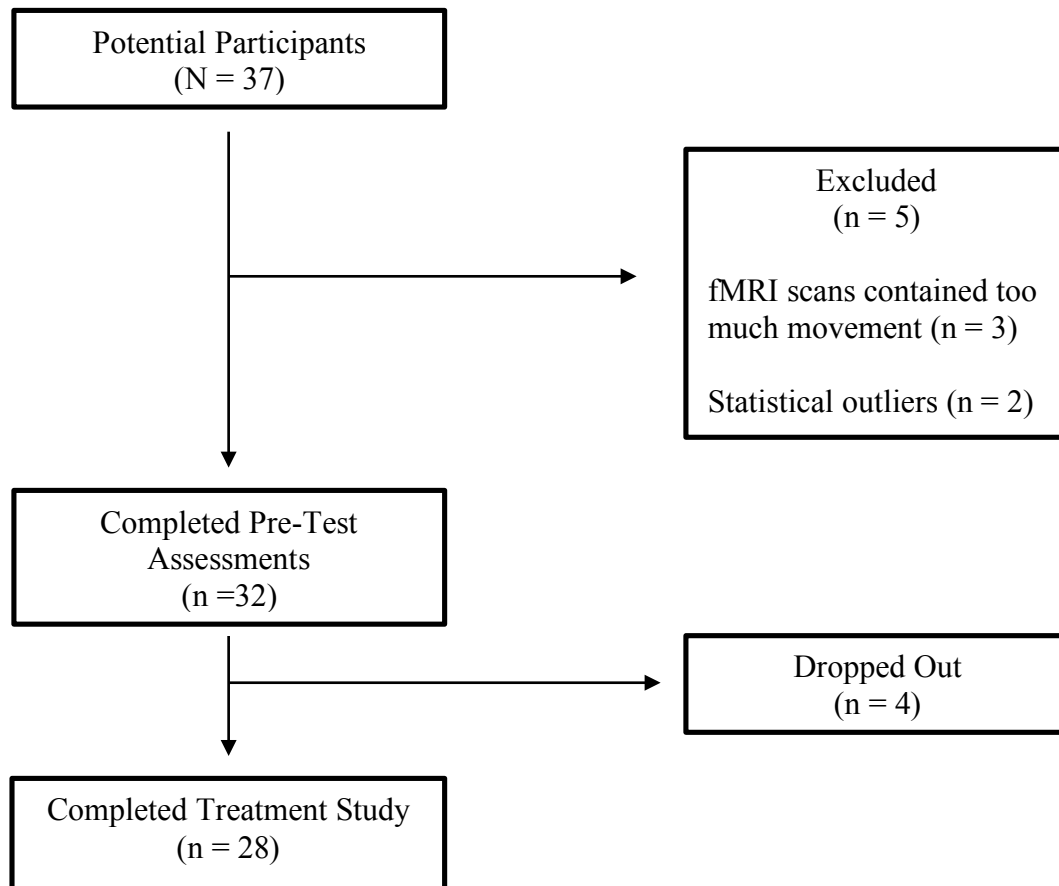 Potential Participants
(N = 37)
Excluded
(n = 5)
fMRI scans contained too
much movement (n = 3)
Statistical outliers (n = 2)
Completed Pre-Test
Assessments
(n =32)
Dropped Out
(n = 4)
Completed Treatment Study
(n = 28)